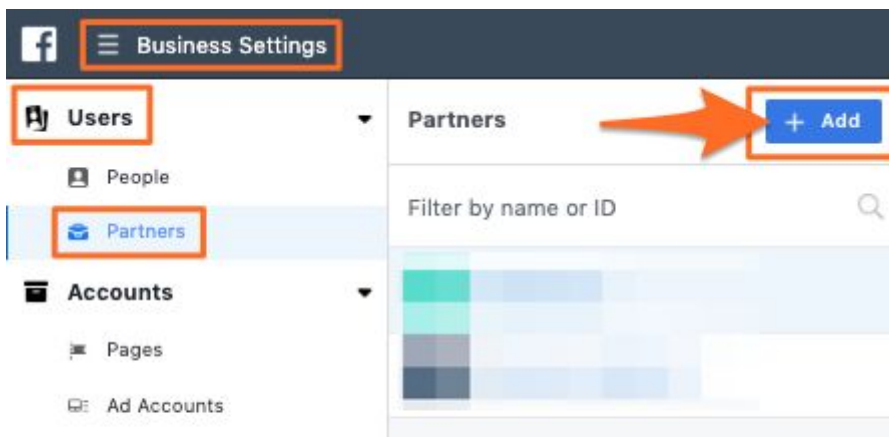 Business Settings
Users
People
Partners
Accounts
Pages
Ad Accounts
Partners
+ Add
Filter by name or ID